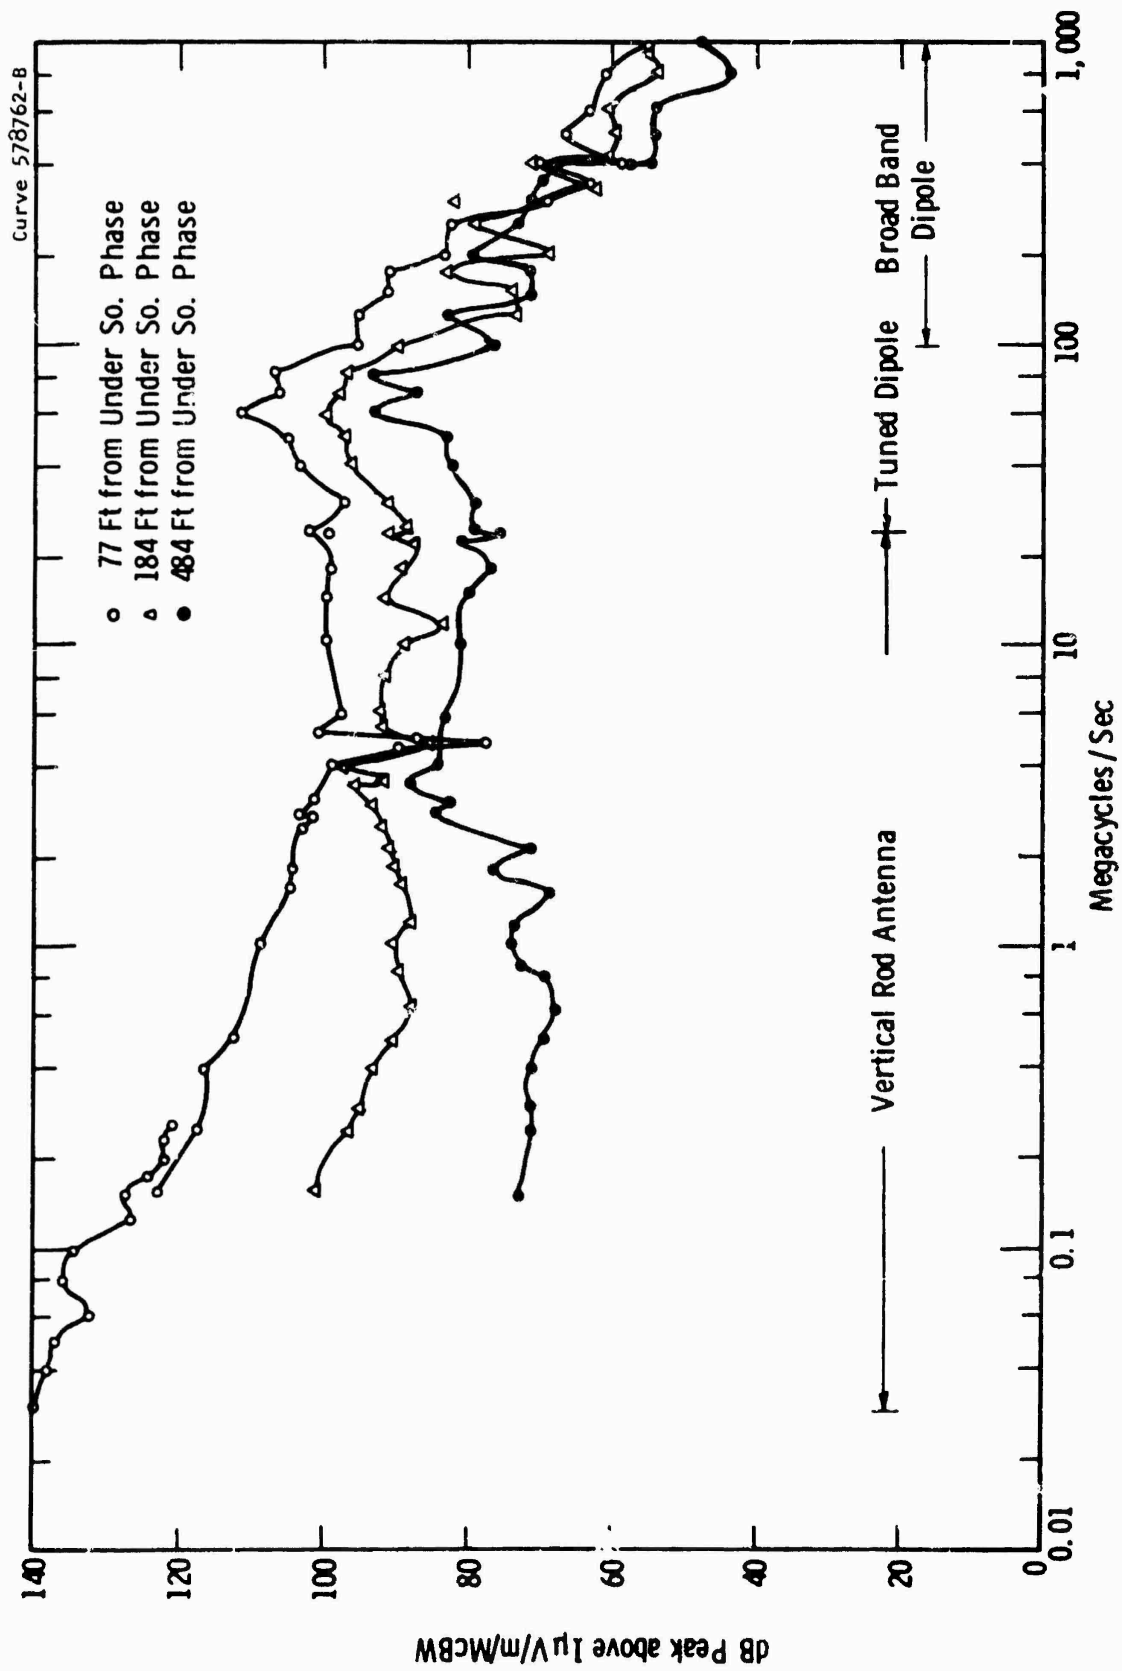 Curve 578762-B
77 Ft from Under So. Phase
184 Ft from Under So. Phase
484 Ft from Under So. Phase
140
120
100
80
60
40
20
0
dB Peak above 1μV/m/McBW
Vertical Rod Antenna
Tuned Dipole
Broad Band
Dipole
0.01
0.1
1
10
100
1,000
Megacycles/Sec